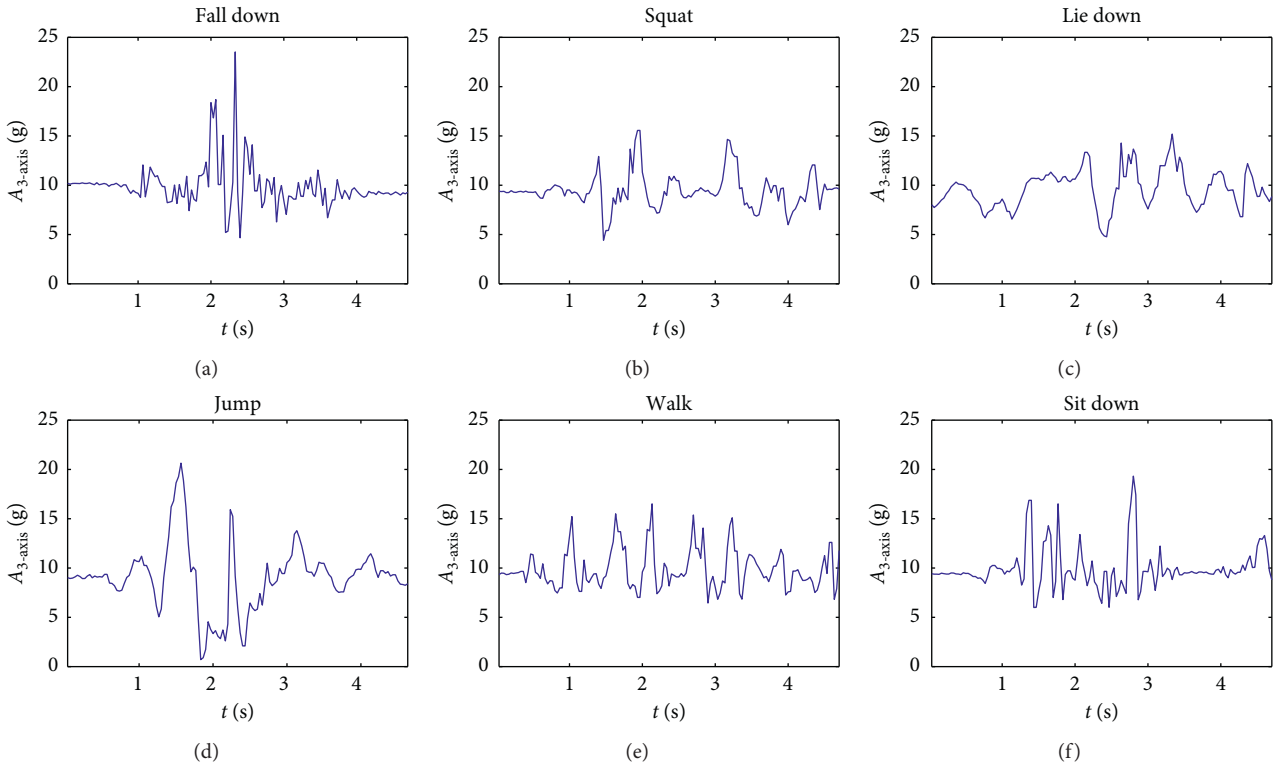 Fall down
25
20
15
10
5
0
A3-axis (g)
1 2 3 4
t (s)
(a)
Squat
25
20
15
10
5
0
A3-axis (g)
1 2 3 4
t (s)
(b)
Lie down
25
20
15
10
5
0
A3-axis (g)
1 2 3 4
t (s)
(c)
Jump
25
20
15
10
5
0
A3-axis (g)
1 2 3 4
t (s)
(d)
Walk
25
20
15
10
5
0
A3-axis (g)
1 2 3 4
t (s)
(e)
Sit down
25
20
15
10
5
0
A3-axis (g)
1 2 3 4
t (s)
(f)